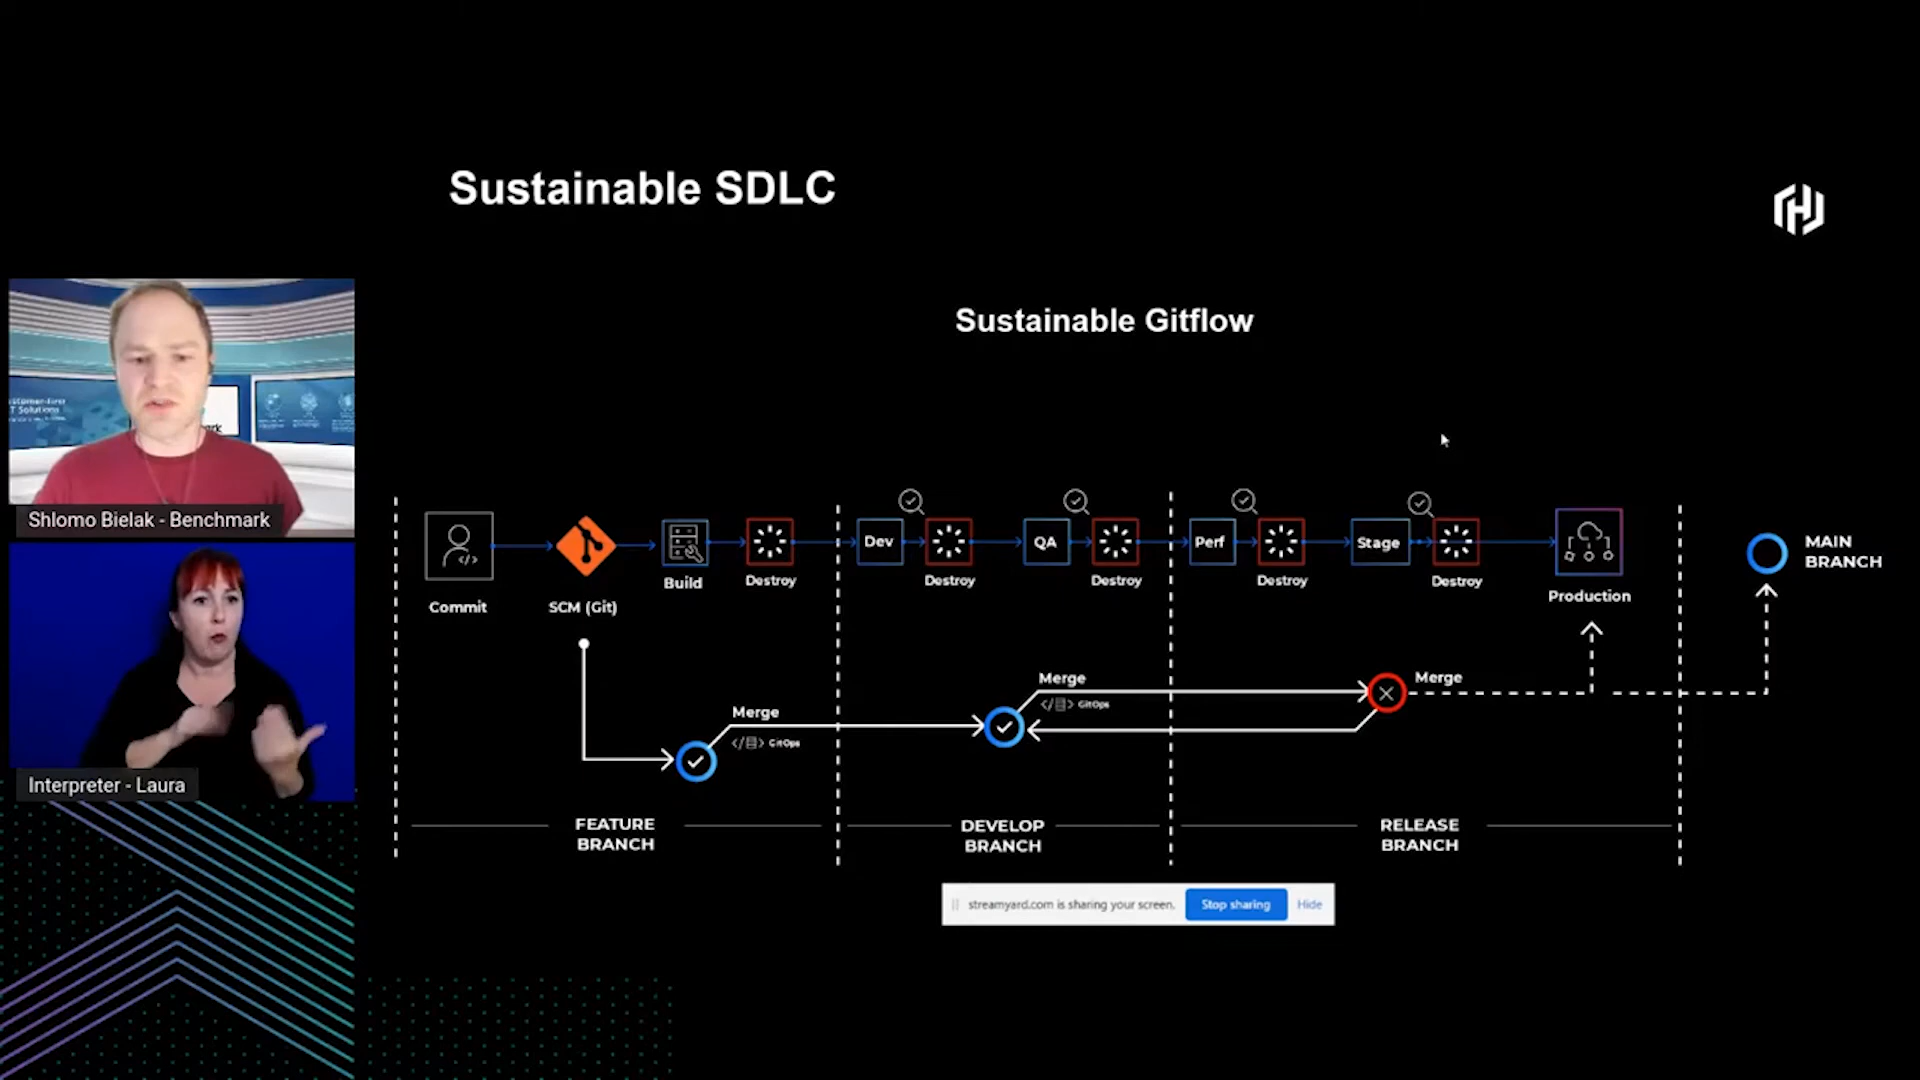 Sustainable SDLC
Sustainable Gitflow
T Solutions
Shlomo Bielak - Benchmark
Interpreter - Laura
Commit
SCM (Git)
Build
Destroy
Dev
Destroy
QA
Destroy
Perf
Destroy
Stage
Destroy
Production
MAIN
BRANCH
Merge
</> GitOps
Merge
</> GitOps
Merge
FEATURE
BRANCH
DEVELOP
BRANCH
RELEASE
BRANCH
streamyard.com is sharing your screen.
Stop sharing
Hide